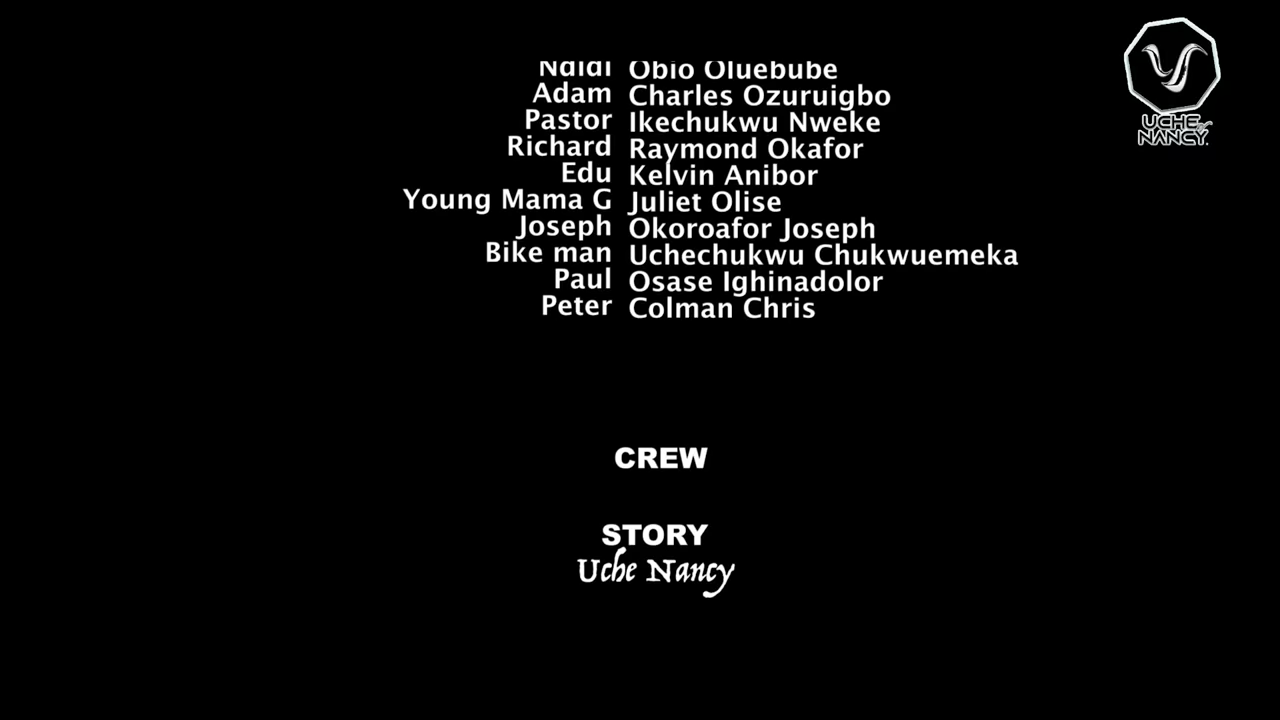 Ndidi Obio Oluebube
Adam Charles Ozuruigbo
Pastor Ikechukwu Nweke
Richard Raymond Okafor
Edu Kelvin Anibor
Young Mama G Juliet Olise
Joseph Okoroafor Joseph
Bike man Uchechukwu Chukwuemeka
Paul Osase Ighinadolor
Peter Colman Chris
CREW
STORY
Uche Nancy
UCHE
NANCY.